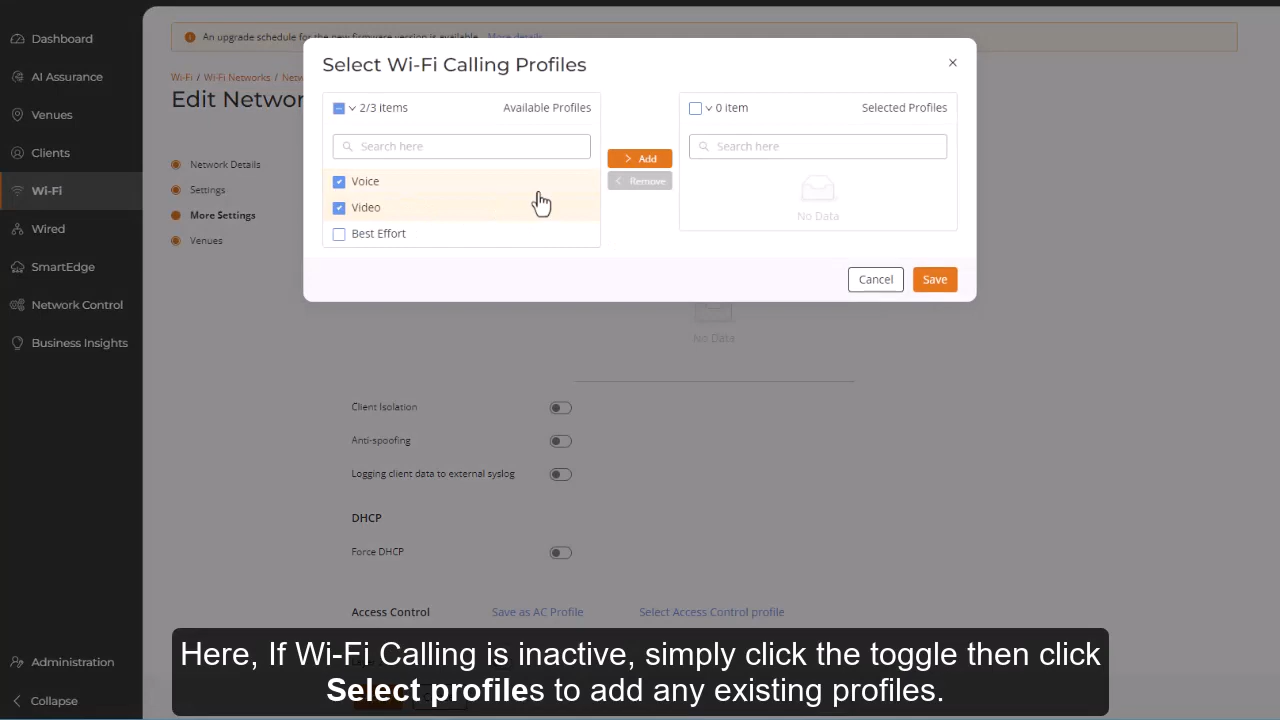 An upgrade schedule for the new firmware version is available. More details
Dashboard
AI Assurance
Venues
Clients
Wi-Fi
Wired
SmartEdge
Network Control
Business Insights
Administration
Collapse
Wi-Fi / Wi-Fi Networks / Netw
Edit Networ
Network Details
Settings
More Settings
Venues
Select Wi-Fi Calling Profiles
2/3 items Available Profiles
Search here
Voice
Video
Best Effort
Add
Remove
0 item Selected Profiles
Search here
No Data
Cancel Save
No Data
Client Isolation
Anti-spoofing
Logging client data to external syslog
DHCP
Force DHCP
Access Control Save as AC Profile Select Access Control profile
Here, If Wi-Fi Calling is inactive, simply click the toggle then click
Select profiles to add any existing profiles.